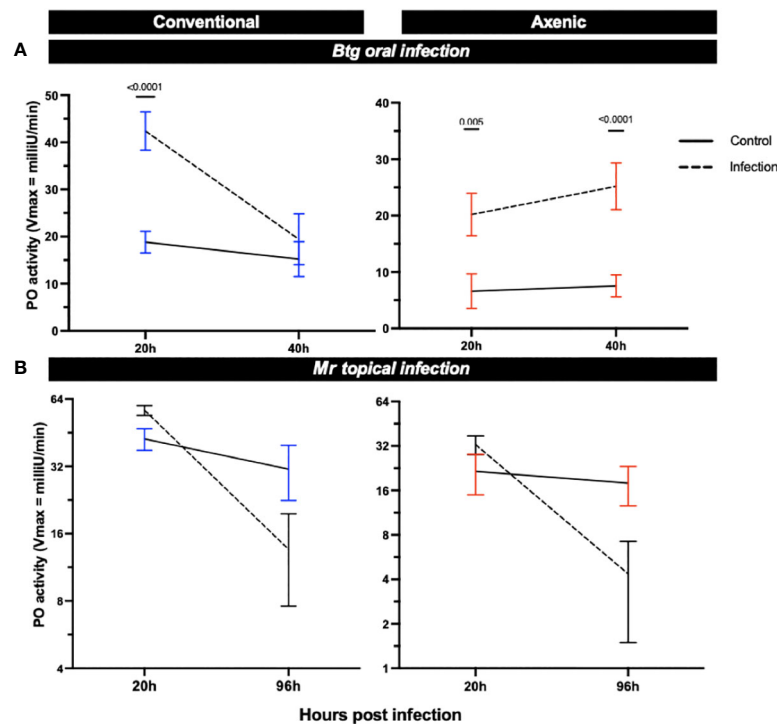 Conventional Axenic
A Btg oral infection
PO activity (Vmax = milliU/min)
<0.0001
50
40
30
20
10
0
20h 40h
0.005 <0.0001
40
30
20
10
0
20h 40h
Control
Infection
B Mr topical infection
PO activity (Vmax = milliU/min)
64
32
16
8
4
20h 96h
64
32
16
8
4
2
1
20h 96h
Hours post infection